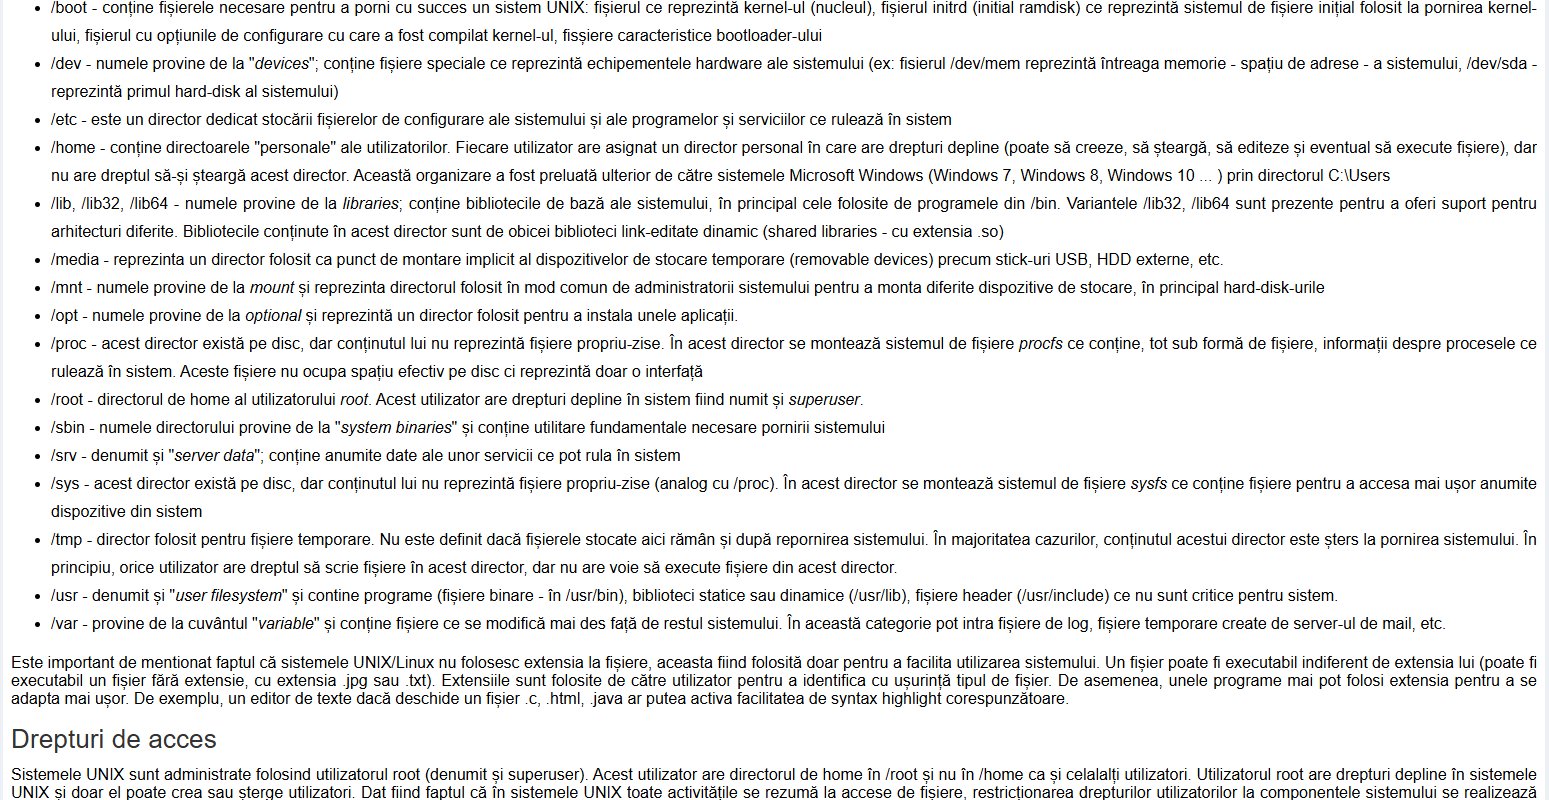 • /boot - conține fișierele necesare pentru a porni cu succes un sistem UNIX: fișierul ce reprezintă kernel-ul (nucleul), fișierul initrd (initial ramdisk) ce reprezintă sistemul de fișiere inițial folosit la pornirea kernel-
ului, fișierul cu opțiunile de configurare cu care a fost compilat kernel-ul, fisșiere caracteristice bootloader-ului
• /dev - numele provine de la "devices"; conține fișiere speciale ce reprezintă echipementele hardware ale sistemului (ex: fisierul /dev/mem reprezintă întreaga memorie - spațiu de adrese - a sistemului, /dev/sda -
reprezintă primul hard-disk al sistemului)
• /etc - este un director dedicat stocării fișierelor de configurare ale sistemului și ale programelor și serviciilor ce rulează în sistem
• /home - conține directoarele "personale" ale utilizatorilor. Fiecare utilizator are asignat un director personal în care are drepturi depline (poate să creeze, să șteargă, să editeze și eventual să execute fișiere), dar
nu are dreptul să-și șteargă acest director. Această organizare a fost preluată ulterior de către sistemele Microsoft Windows (Windows 7, Windows 8, Windows 10 ... ) prin directorul C:\Users
• /lib, /lib32, /lib64 - numele provine de la libraries; conține bibliotecile de bază ale sistemului, în principal cele folosite de programele din /bin. Variantele /lib32, /lib64 sunt prezente pentru a oferi suport pentru
arhitecturi diferite. Bibliotecile conținute în acest director sunt de obicei biblioteci link-editate dinamic (shared libraries - cu extensia .so)
• /media - reprezinta un director folosit ca punct de montare implicit al dispozitivelor de stocare temporare (removable devices) precum stick-uri USB, HDD externe, etc.
• /mnt - numele provine de la mount și reprezinta directorul folosit în mod comun de administratorii sistemului pentru a monta diferite dispozitive de stocare, în principal hard-disk-urile
• /opt - numele provine de la optional și reprezintă un director folosit pentru a instala unele aplicații.
• /proc - acest director există pe disc, dar conținutul lui nu reprezintă fișiere propriu-zise. În acest director se montează sistemul de fișiere procfs ce conține, tot sub formă de fișiere, informații despre procesele ce
rulează în sistem. Aceste fișiere nu ocupa spațiu efectiv pe disc ci reprezintă doar o interfață
• /root - directorul de home al utilizatorului root. Acest utilizator are drepturi depline în sistem fiind numit și superuser.
• /sbin - numele directorului provine de la "system binaries" și conține utilitare fundamentale necesare pornirii sistemului
• /srv - denumit și "server data"; conține anumite date ale unor servicii ce pot rula în sistem
• /sys - acest director există pe disc, dar conținutul lui nu reprezintă fișiere propriu-zise (analog cu /proc). În acest director se montează sistemul de fișiere sysfs ce conține fișiere pentru a accesa mai ușor anumite
dispozitive din sistem
• /tmp - director folosit pentru fișiere temporare. Nu este definit dacă fișierele stocate aici rămân și după repornirea sistemului. În majoritatea cazurilor, conținutul acestui director este șters la pornirea sistemului. În
principiu, orice utilizator are dreptul să scrie fișiere în acest director, dar nu are voie să execute fișiere din acest director.
• /usr - denumit și "user filesystem" și contine programe (fișiere binare - în /usr/bin), biblioteci statice sau dinamice (/usr/lib), fișiere header (/usr/include) ce nu sunt critice pentru sistem.
• /var - provine de la cuvântul "variable" și conține fișiere ce se modifică mai des față de restul sistemului. În această categorie pot intra fișiere de log, fișiere temporare create de server-ul de mail, etc.
Este important de mentionat faptul că sistemele UNIX/Linux nu folosesc extensia la fișiere, aceasta fiind folosită doar pentru a facilita utilizarea sistemului. Un fișier poate fi executabil indiferent de extensia lui (poate fi
executabil un fișier fără extensie, cu extensia .jpg sau .txt). Extensiile sunt folosite de către utilizator pentru a identifica cu ușurință tipul de fișier. De asemenea, unele programe mai pot folosi extensia pentru a se
adapta mai ușor. De exemplu, un editor de texte dacă deschide un fișier .c, .html, .java ar putea activa facilitatea de syntax highlight corespunzătoare.
Drepturi de acces
Sistemele UNIX sunt administrate folosind utilizatorul root (denumit și superuser). Acest utilizator are directorul de home în /root și nu în /home ca și celalalți utilizatori. Utilizatorul root are drepturi depline în sistemele
UNIX și doar el poate crea sau șterge utilizatori. Dat fiind faptul că în sistemele UNIX toate activitățile se rezumă la accese de fișiere, restricționarea drepturilor utilizatorilor la componentele sistemului se realizează